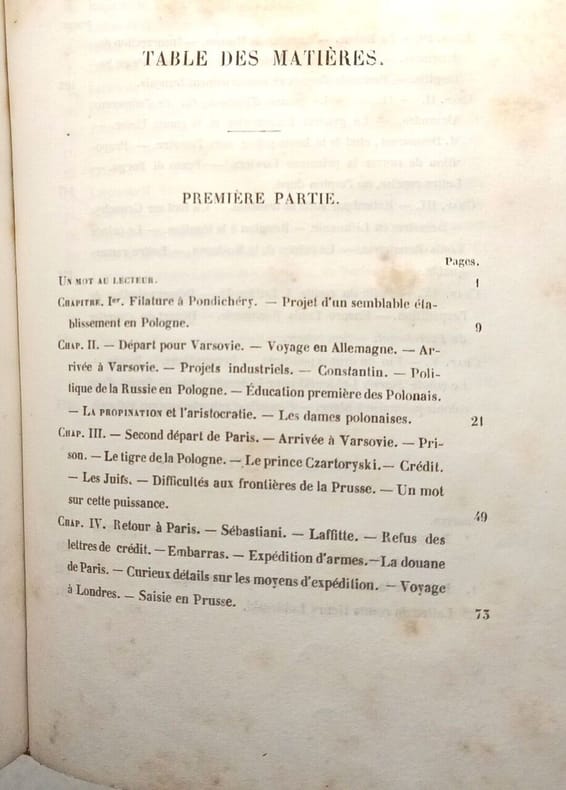 TABLE DES MATIÈRES.
PREMIÈRE PARTIE.
Pages.
UN MOT AU LECTEUR. 1
CHAPITRE. Ier. Filature à Pondichéry. — Projet d'un semblable éta-
blissement en Pologne. 9
CHAP. II. — Départ pour Varsovie. — Voyage en Allemagne. — Ar-
rivée à Varsovie. — Projets industriels. — Constantin. — Poli-
tique de la Russie en Pologne. — Éducation première des Polonais.
— LA PROPINATION et l'aristocratie. — Les dames polonaises. 21
CHAP. III. — Second départ de Paris. — Arrivée à Varsovie. — Pri-
son. — Le tigre de la Pologne. — Le prince Czartoryski. — Crédit.
— Les Juifs. — Difficultés aux frontières de la Prusse. — Un mot
sur cette puissance. 49
CHAP. IV. Retour à Paris. — Sébastiani. — Laffitte. — Refus des
lettres de crédit. — Embarras. — Expédition d'armes. — La douane
de Paris. — Curieux détails sur les moyens d'expédition. — Voyage
à Londres. — Saisie en Prusse. 73